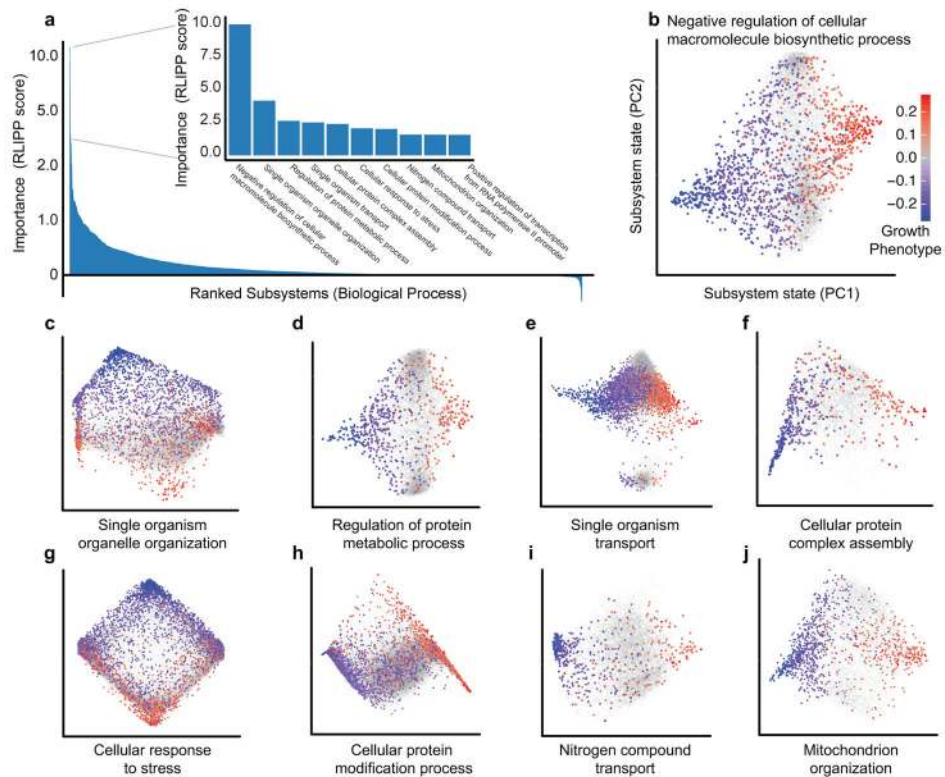 a
Importance (RLIPP score)
10.0
5.0
2.0
1.0
0
Ranked Subsystems (Biological Process)
Importance (RLIPP score)
10.0
7.5
5.0
2.5
0.0
Negative regulation of cellular
macromolecule biosynthetic process
Single organism organelle organization
Regulation of protein metabolic process
Single organism transport
Cellular protein complex assembly
Cellular response to stress
Cellular protein modification process
Nitrogen compound transport
Mitochondrion organization
Positive regulation of transcription
from RNA polymerase II promoter
b
Negative regulation of cellular
macromolecule biosynthetic process
Subsystem state (PC2)
Subsystem state (PC1)
0.2
0.1
0.0
−0.1
−0.2
Growth
Phenotype
c
Single organism
organelle organization
d
Regulation of protein
metabolic process
e
Single organism
transport
f
Cellular protein
complex assembly
g
Cellular response
to stress
h
Cellular protein
modification process
i
Nitrogen compound
transport
j
Mitochondrion
organization